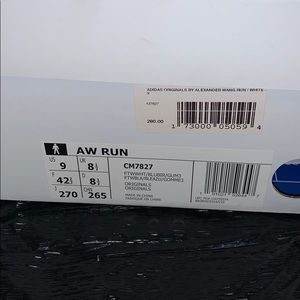 ADIDAS ORIGINALS BY ALEXANDER WANG RUN / WHITE
9
280.00
1 73000 05059 4
AW RUN
US UK
9 8½
CM7827
FTWWHT/BLUBIR/GUM3
FTWBLA/BLEAZU/GOMME3
F D
42⅔ 8½
ORIGINALS
ORIGINALS
J
270 265
MADE IN CHINA
FABRIQUÉ EN CHINE